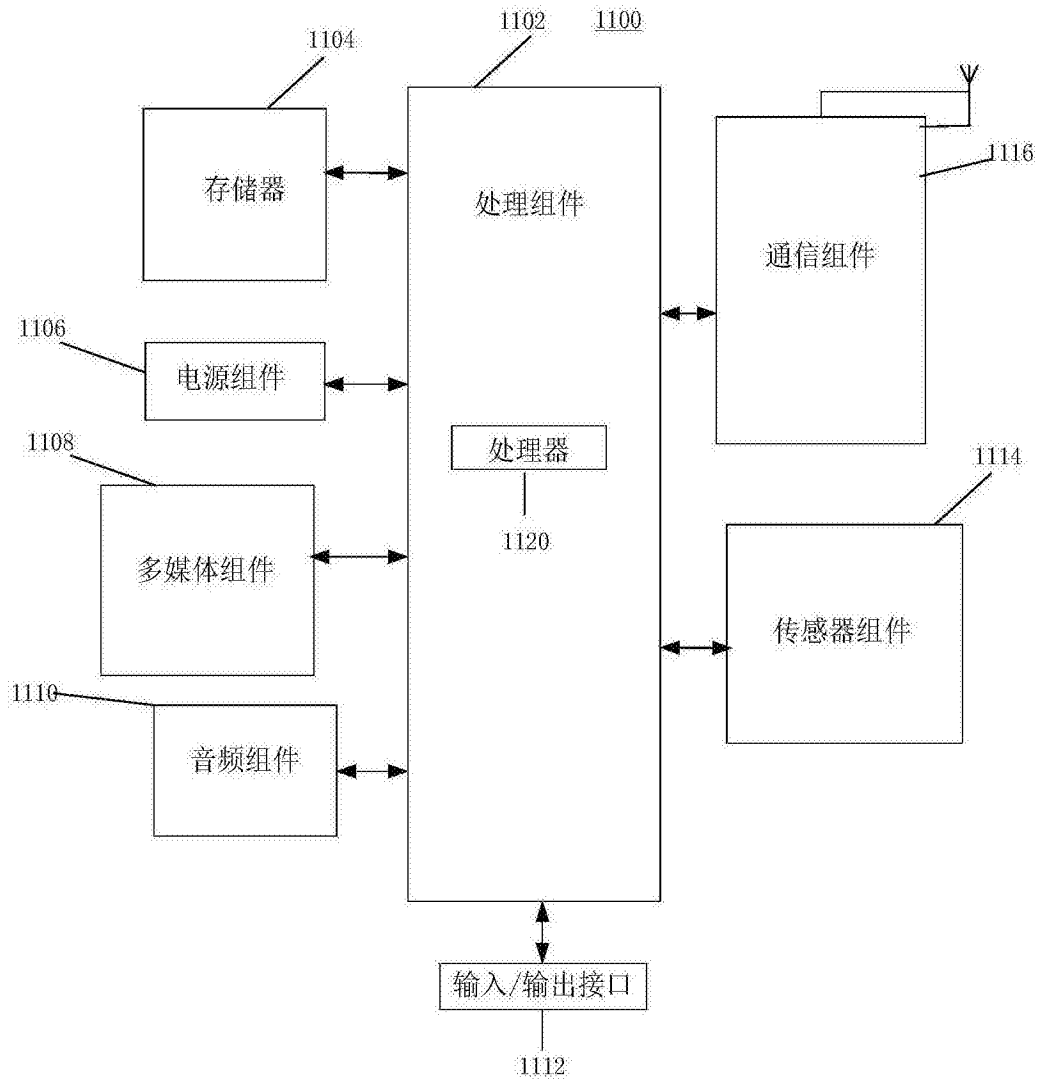 1102
1100
1104
存储器
处理组件
1116
通信组件
1106
电源组件
1108
处理器
1114
1120
多媒体组件
传感器组件
1110
音频组件
输入/输出接口
1112